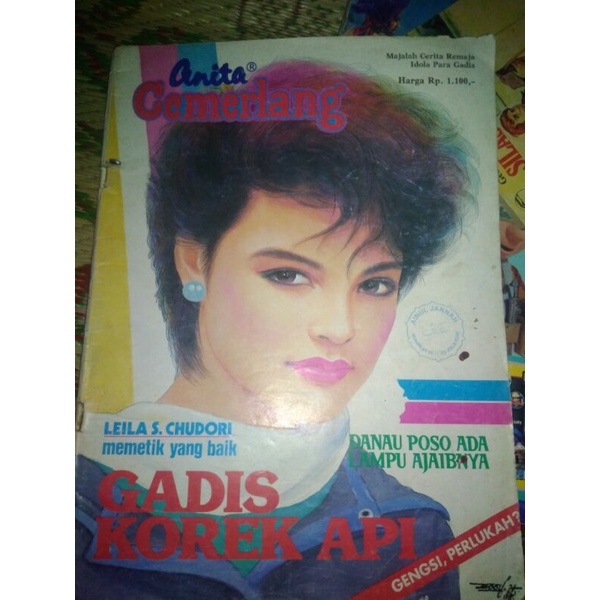 anita®
Cemerlang
Majalah Cerita Remaja
Idola Para Gadis
Harga Rp. 1.100,-
LEILA S. CHUDORI
memetik yang baik
DANAU POSO ADA
LAMPU AJAIBNYA
GADIS
KOREK API
GENGSI, PERLUKAH?